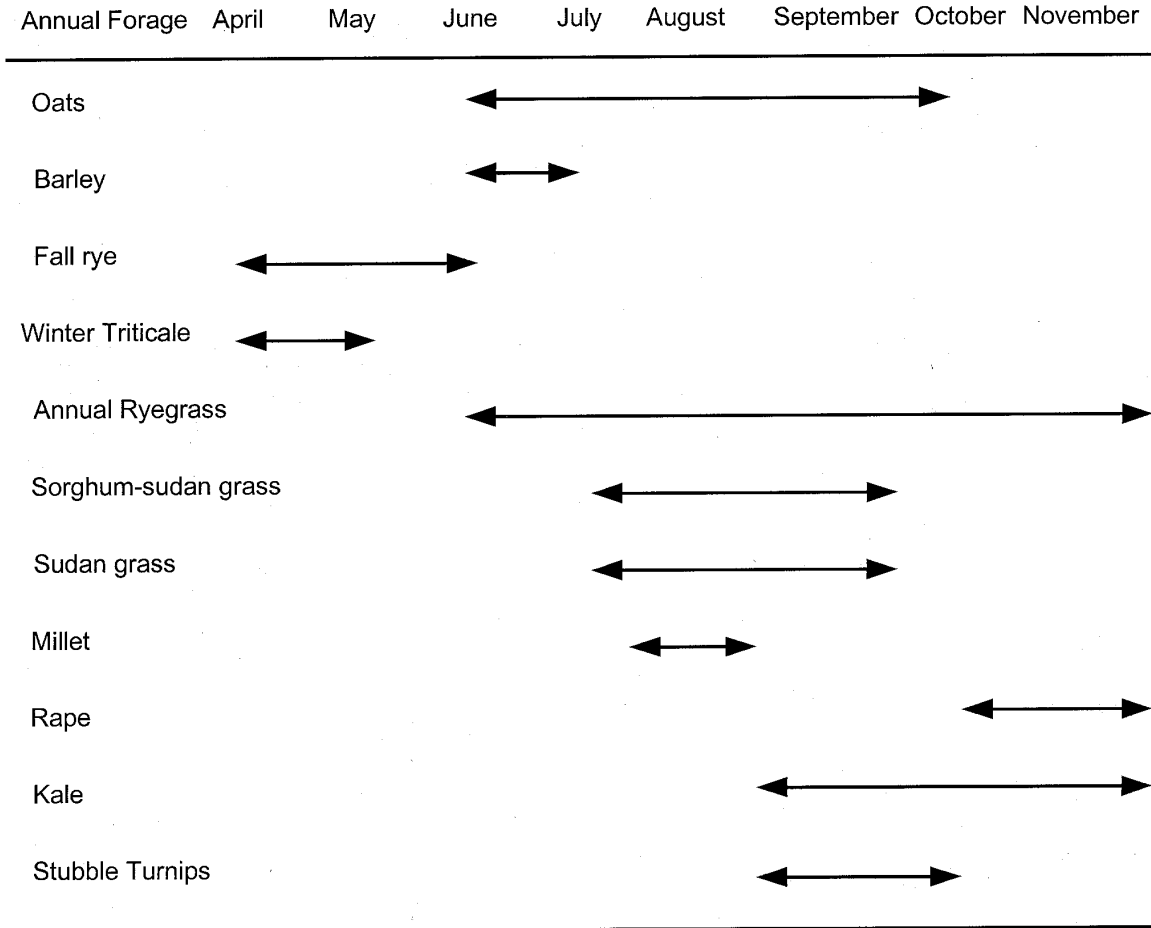 Annual Forage April May June July August September October November
Oats
Barley
Fall rye
Winter Triticale
Annual Ryegrass
Sorghum-sudan grass
Sudan grass
Millet
Rape
Kale
Stubble Turnips